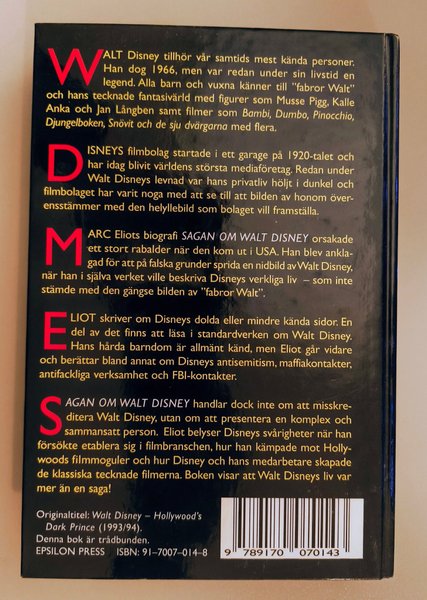 WALT Disney tillhör vår samtids mest kända personer.
Han dog 1966, men var redan under sin livstid en
legend. Alla barn och vuxna känner till "fabror Walt"
och hans tecknade fantasivärld med figurer som Musse Pigg, Kalle
Anka och Jan Långben samt filmer som Bambi, Dumbo, Pinocchio,
Djungelboken, Snövit och de sju dvärgarna med flera.
DISNEYS filmbolag startade i ett garage på 1920-talet och
har idag blivit världens största mediaföretag. Redan under
Walt Disneys levnad var hans privatliv höljt i dunkel och
filmbolaget har varit noga med att se till att bilden av honom över-
ensstämmer med den helyllebild som bolaget vill framställa.
MARC Eliots biografi SAGAN OM WALT DISNEY orsakade
ett stort rabalder när den kom ut i USA. Han blev ankla-
gad för att på falska grunder sprida en nidbild av Walt Disney,
när han i själva verket ville beskriva Disneys verkliga liv – som inte
stämde med den gängse bilden av "fabror Walt".
ELIOT skriver om Disneys dolda eller mindre kända sidor. En
del av det finns att läsa i standardverken om Walt Disney.
Hans hårda barndom är allmänt känd, men Eliot går vidare
och berättar bland annat om Disneys antisemitism, maffiakontakter,
antifackliga verksamhet och FBI-kontakter.
SAGAN OM WALT DISNEY handlar dock inte om att misskre-
ditera Walt Disney, utan om att presentera en komplex och
sammansatt person. Eliot belyser Disneys svårigheter när han
försökte etablera sig i filmbranschen, hur han kämpade mot Holly-
woods filmmoguler och hur Disney och hans medarbetare skapade
de klassiska tecknade filmerna. Boken visar att Walt Disneys liv var
mer än en saga!
Originaltitel: Walt Disney – Hollywood's
Dark Prince (1993/94).
Denna bok är trådbunden.
EPSILON PRESS ISBN: 91-7007-014-8
9 789170 070143